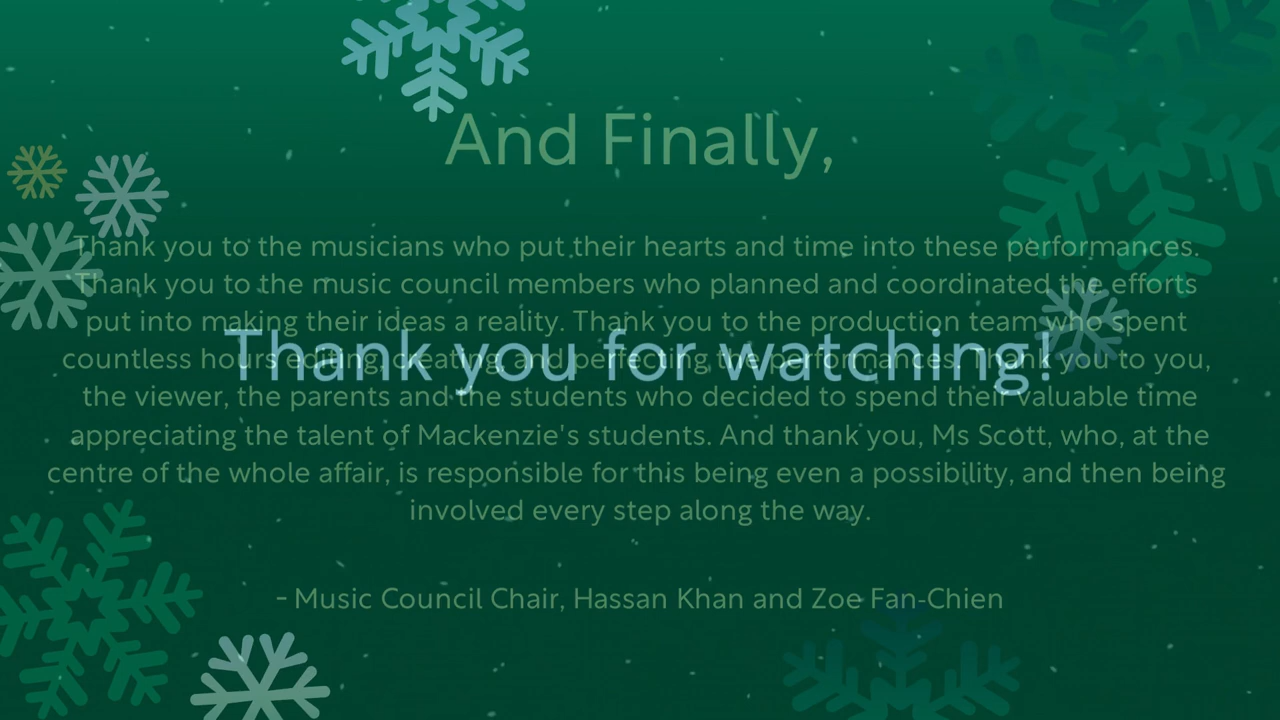 And Finally,
Thank you to the musicians who put their hearts and time into these performances.
Thank you to the music council members who planned and coordinated the efforts
put into making their ideas a reality. Thank you to the production team who spent
countless hours editing, creating and perfecting the performances. Thank you to you,
Thank you for watching!
the viewer, the parents and the students who decided to spend their valuable time
appreciating the talent of Mackenzie's students. And thank you, Ms Scott, who, at the
centre of the whole affair, is responsible for this being even a possibility, and then being
involved every step along the way.
- Music Council Chair, Hassan Khan and Zoe Fan-Chien